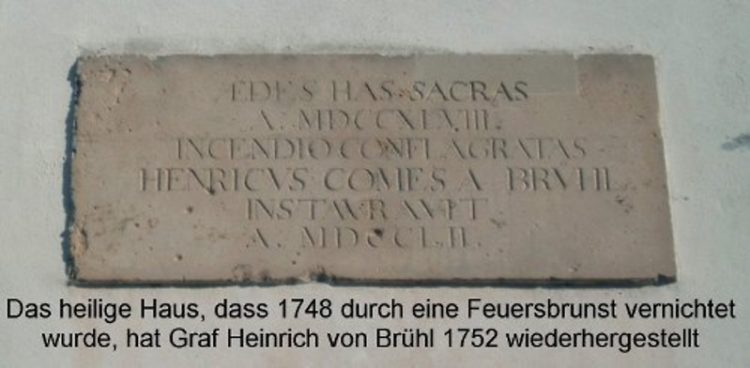 ÆDES HAS SACRAS
A. MDCCXLVIII.
INCENDIO CONFLAGRATAS
HENRICVS COMES A BRVHL
INSTAVRAVIT
A. MDCCLII.
Das heilige Haus, dass 1748 durch eine Feuersbrunst vernichtet
wurde, hat Graf Heinrich von Brühl 1752 wiederhergestellt